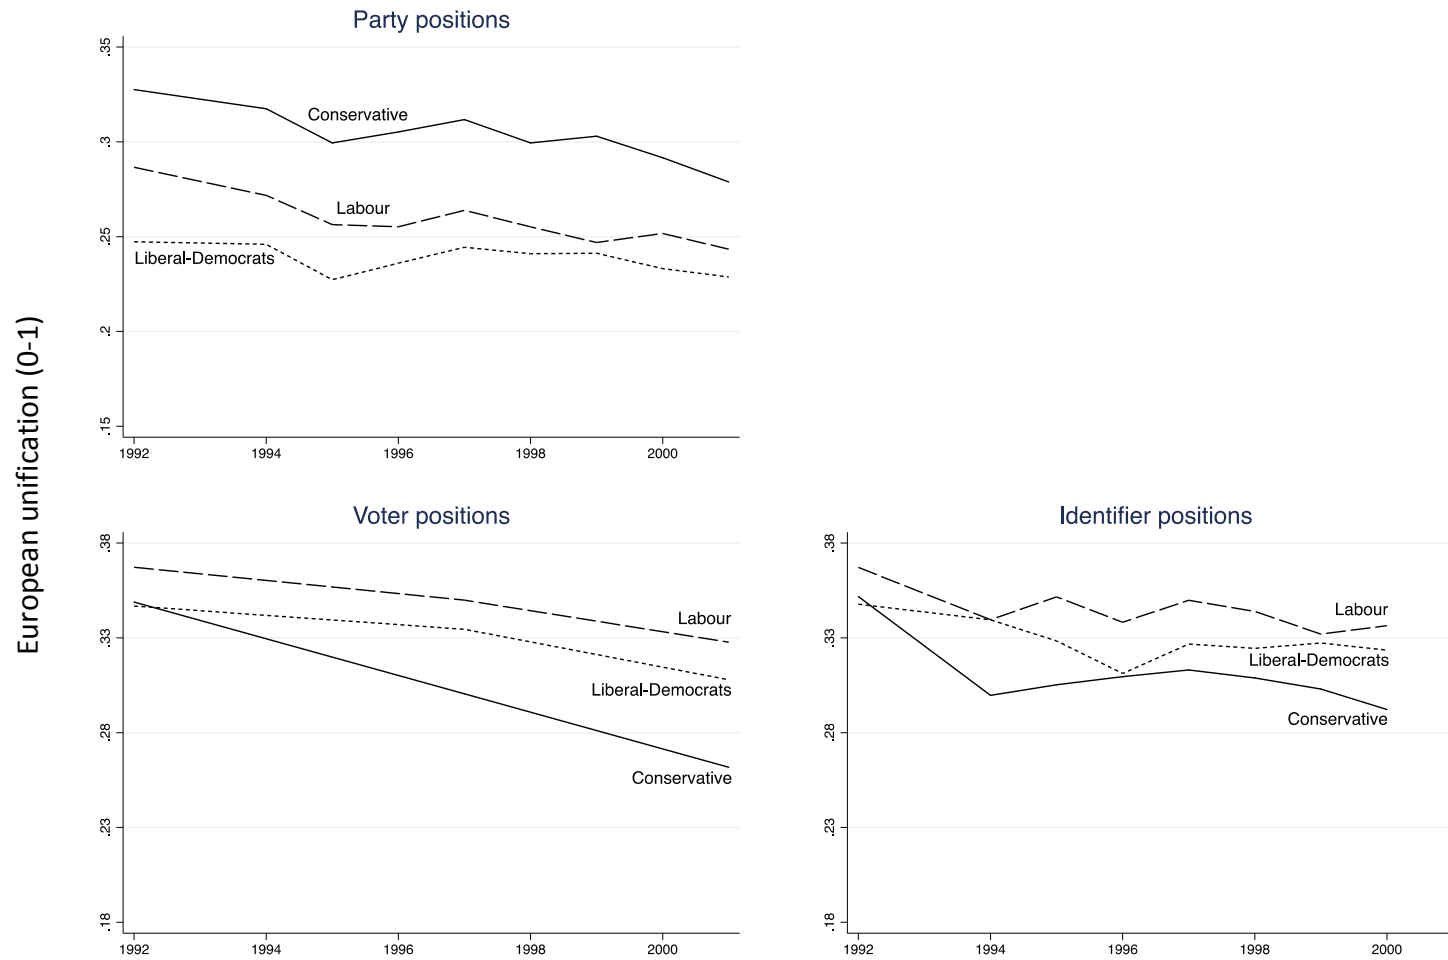 European unification (0-1)
Party positions
.35
.3
.25
.2
.15
Conservative
Labour
Liberal-Democrats
1992 1994 1996 1998 2000
Voter positions
.38
.33
.28
.23
.18
Labour
Liberal-Democrats
Conservative
1992 1994 1996 1998 2000
Identifier positions
.38
.33
.28
.23
.18
Labour
Liberal-Democrats
Conservative
1992 1994 1996 1998 2000